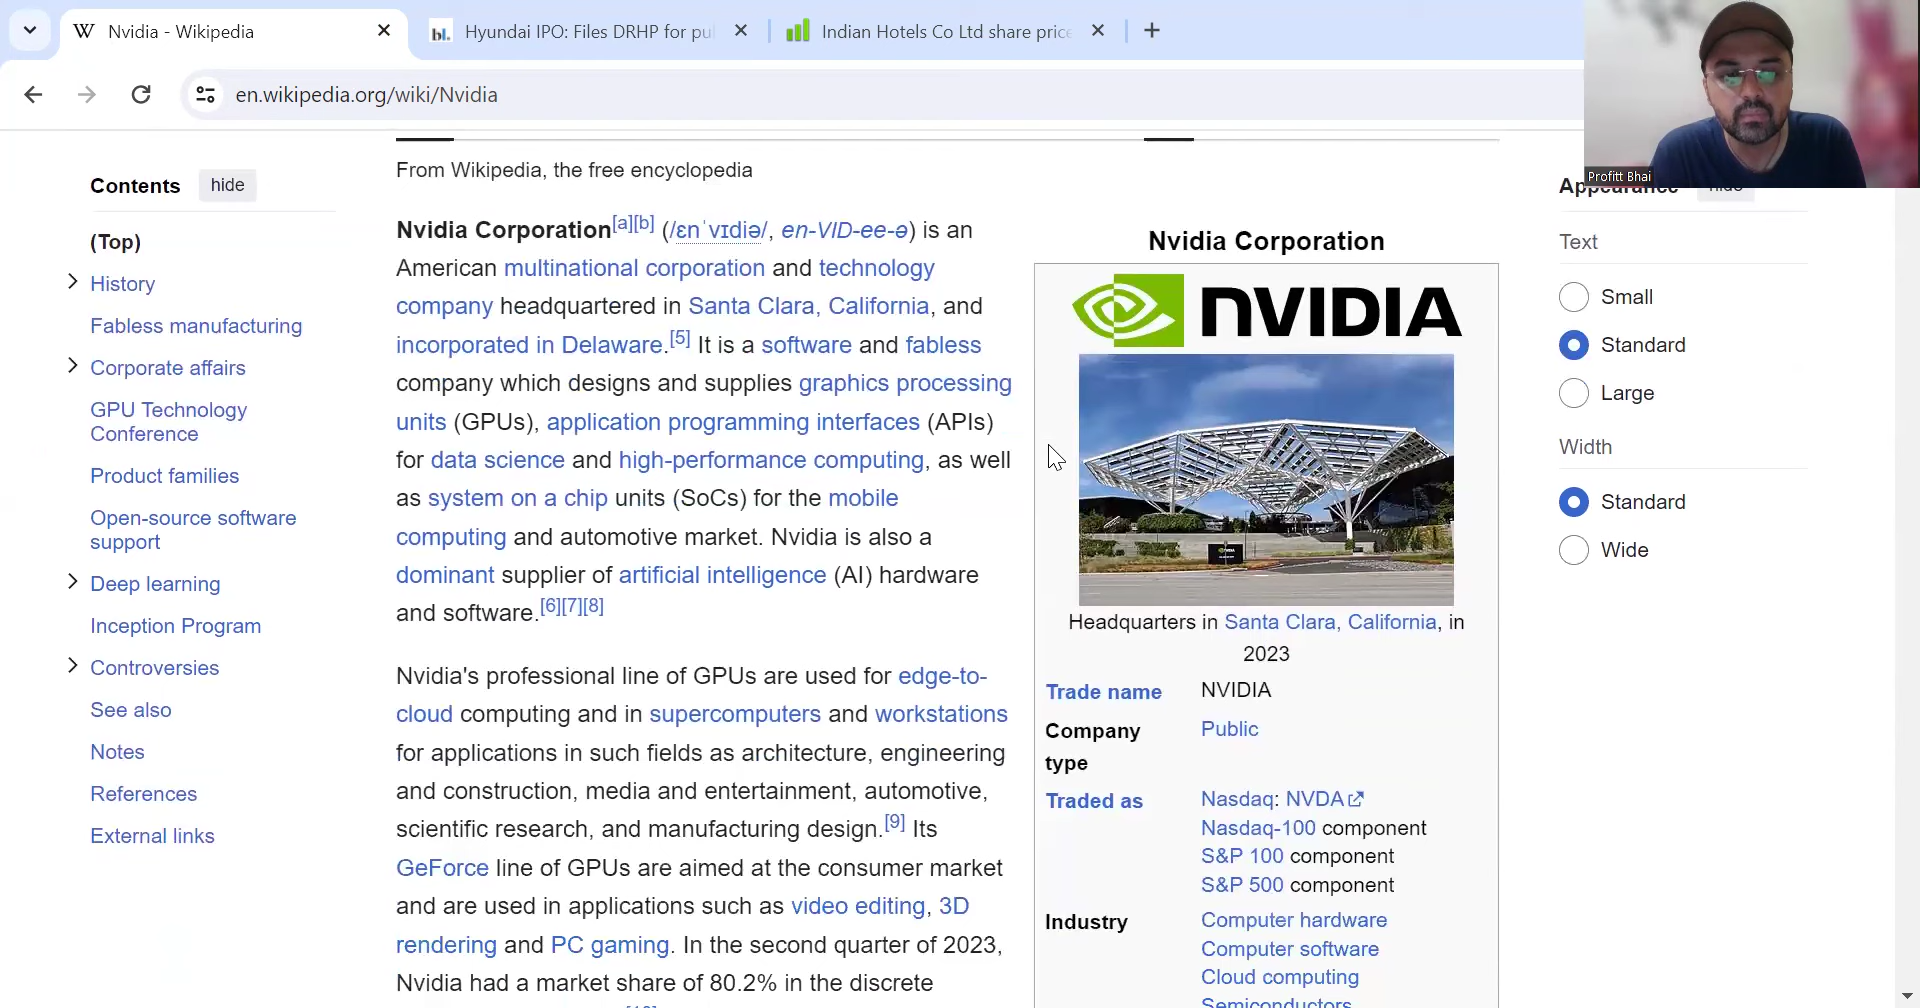 Nvidia - Wikipedia
Hyundai IPO: Files DRHP for pu
Indian Hotels Co Ltd share price
en.wikipedia.org/wiki/Nvidia
Profitt Bhai
Contents hide
(Top)
History
Fabless manufacturing
Corporate affairs
GPU Technology
Conference
Product families
Open-source software
support
Deep learning
Inception Program
Controversies
See also
Notes
References
External links
From Wikipedia, the free encyclopedia
Nvidia Corporation[a][b] (/ɛnˈvɪdiə/, en-VID-ee-ə) is an
American multinational corporation and technology
company headquartered in Santa Clara, California, and
incorporated in Delaware.[5] It is a software and fabless
company which designs and supplies graphics processing
units (GPUs), application programming interfaces (APIs)
for data science and high-performance computing, as well
as system on a chip units (SoCs) for the mobile
computing and automotive market. Nvidia is also a
dominant supplier of artificial intelligence (AI) hardware
and software.[6][7][8]
Nvidia's professional line of GPUs are used for edge-to-
cloud computing and in supercomputers and workstations
for applications in such fields as architecture, engineering
and construction, media and entertainment, automotive,
scientific research, and manufacturing design.[9] Its
GeForce line of GPUs are aimed at the consumer market
and are used in applications such as video editing, 3D
rendering and PC gaming. In the second quarter of 2023,
Nvidia had a market share of 80.2% in the discrete
Nvidia Corporation
NVIDIA
Headquarters in Santa Clara, California, in
2023
Trade name NVIDIA
Company Public
type
Traded as Nasdaq: NVDA
Nasdaq-100 component
S&P 100 component
S&P 500 component
Industry Computer hardware
Computer software
Cloud computing
Semiconductors
Appearance hide
Text
Small
Standard
Large
Width
Standard
Wide